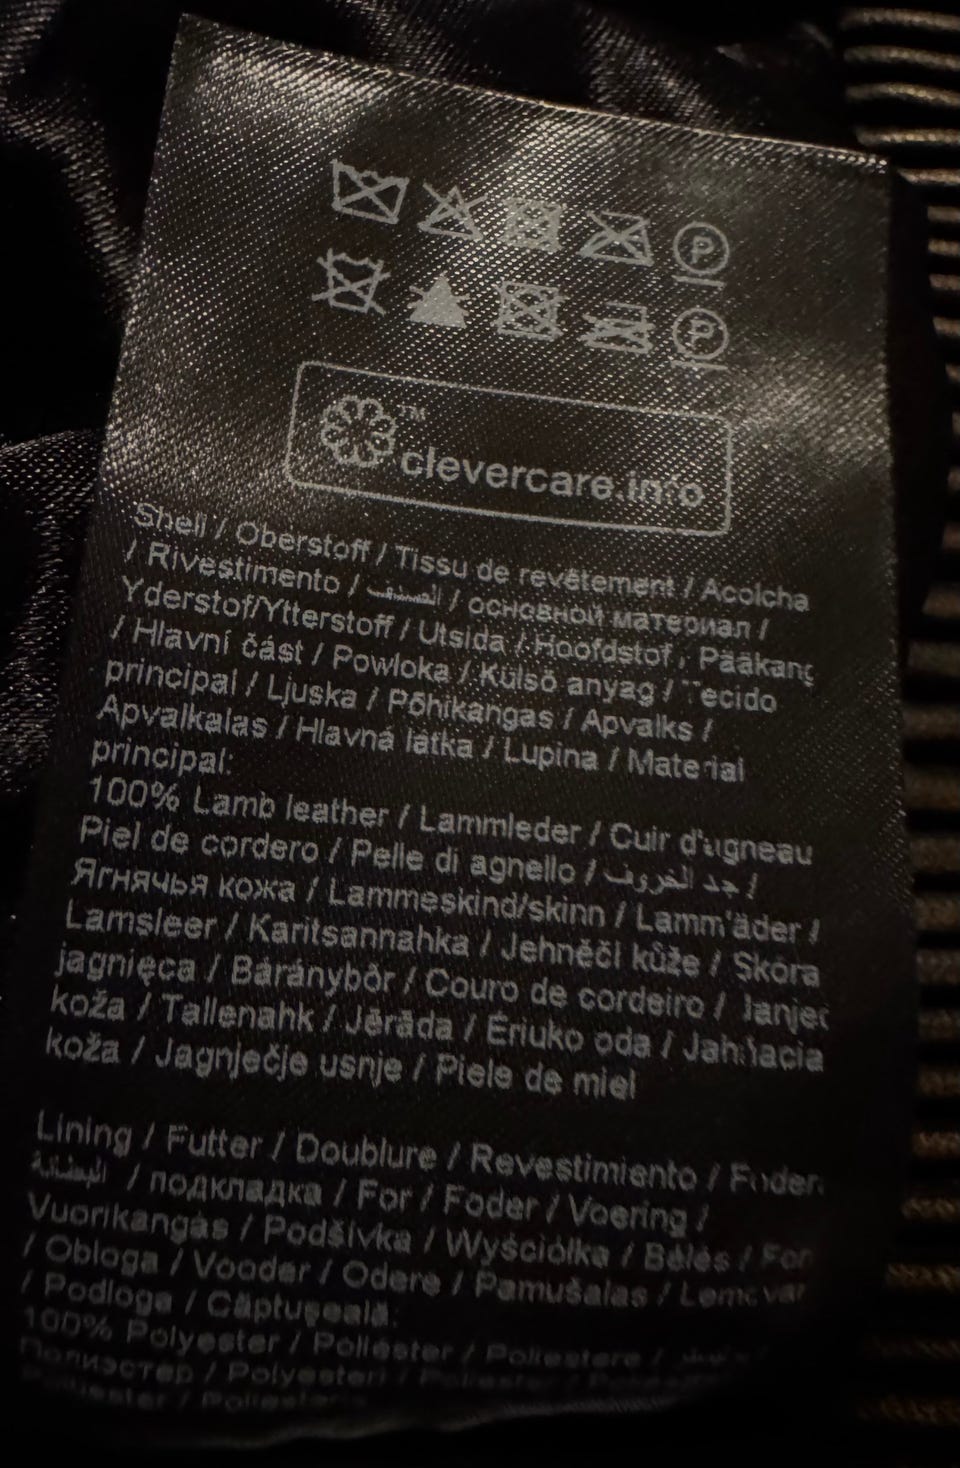 P
P
™
clevercare.info
Shell / Oberstoff / Tissu de revêtement / Acolcha
/ Rivestimento / / основной материал /
Yderstof/Ytterstoff / Utsida / Hoofdstof / Pääkang
/ Hlavní část / Powloka / Külső anyag / Tecido
principal / Ljuska / Põhikangas / Apvalks /
Apvalkalas / Hlavná látka / Lupina / Material
principal:
100% Lamb leather / Lammleder / Cuir d'agneau
Piel de cordero / Pelle di agnello / /
Ягнячья кожа / Lammeskind/skinn / Lammläder /
Lamsleer / Karitsannahka / Jehněčí kůže / Skóra
jagnięca / Báránybőr / Couro de cordeiro / Janjeć
koža / Tallenahk / Jērāda / Ėriuko oda / Jahňacia
koža / Jagnječje usnje / Piele de miel
Lining / Futter / Doublure / Revestimiento / Foder
البطانة / подкладка / For / Foder / Voering /
Vuorikangas / Podšívka / Wyściółka / Bélés / For
/ Obloga / Vooder / Odere / Pamušalas /
/ Podloga / Căptușeală:
100% Polyester / Poliéster / Poliestere /
Полиэстер / Polyesteri / Poliester /
/ Poliester